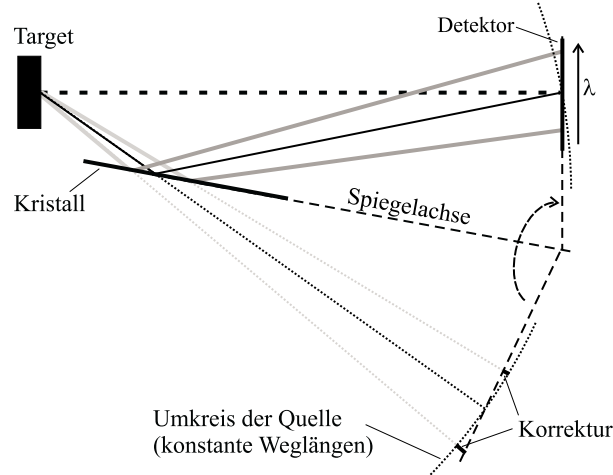 Target
Detektor
λ
Kristall
Spiegelachse
Umkreis der Quelle
(konstante Weglängen)
Korrektur